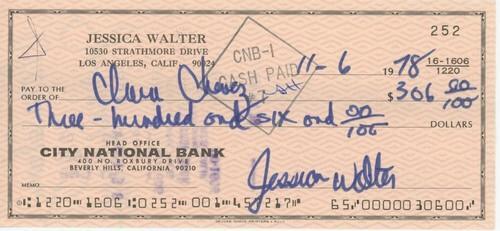 JESSICA WALTER 252
10530 STRATHMORE DRIVE
LOS ANGELES, CALIF. 90024
CNB-1
CASH PAID
11-6 1978 16-1606
1220
PAY TO THE
ORDER OF $306 00/100
Three - hundred and six and 00/100
HEAD OFFICE
CITY NATIONAL BANK
400 NO. ROXBURY DRIVE
BEVERLY HILLS, CALIFORNIA 90210
Jessica Walter
MEMO